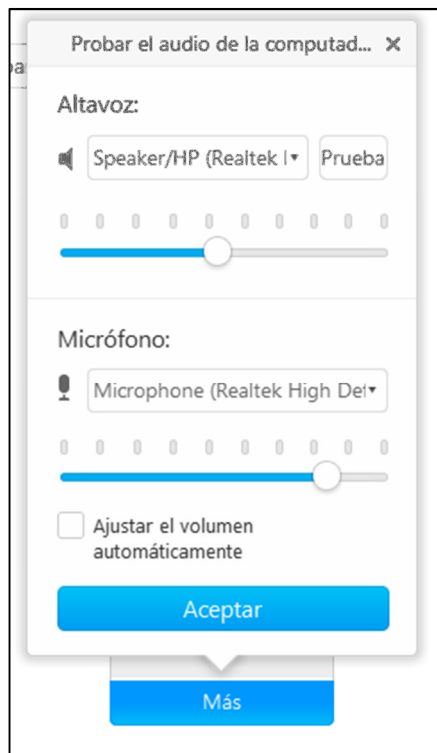 Probar el audio de la computad...
Altavoz:
Speaker/HP (Realtek
Prueba
Micrófono:
Microphone (Realtek High Def
Ajustar el volumen
automáticamente
Aceptar
Más